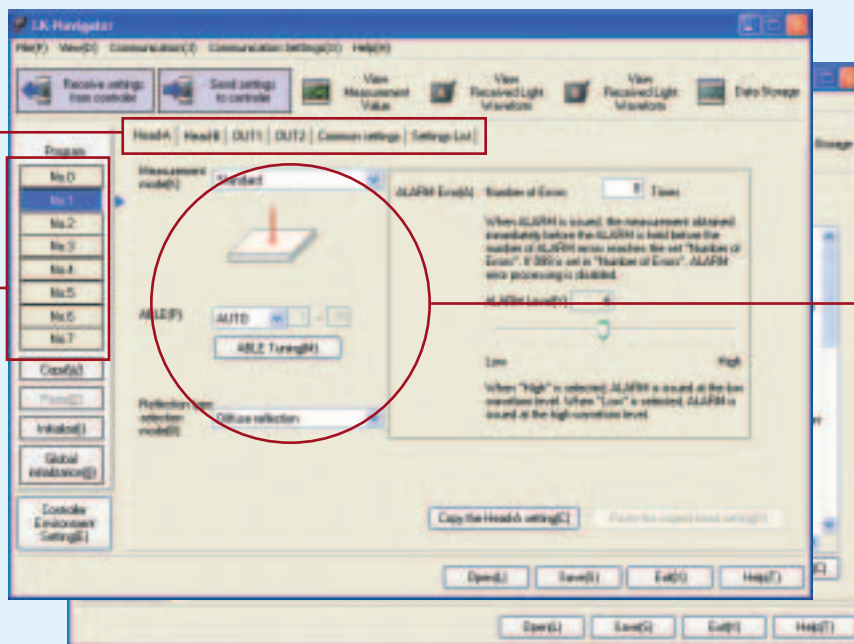 LK-Navigator
File(F) View(D) Communication(J) Communication Settings(O) Help(H)
Receive settings from controller
Send settings to controller
View Measurement Value
View Received Light Waveform
View Received Light Waveform
Data Storage
Head-A Head-B OUT1 OUT2 Common settings Settings List
Program
No.0
No.1
No.2
No.3
No.4
No.5
No.6
No.7
Initialize(I)
Global
Controller
Environment
Setting(E)
Measurement
mode(K) Standard
ABLE(P) AUTO
ABLE Tuning(M)
Reflection type
selection
mode(B) Diffuse reflection
ALARM Error(A) Number of Errors Times
When ALARM is issued, the measurement obtained
immediately before the ALARM is held before the
number of ALARM errors reaches the set "Number of
Errors". If 999 is set in "Number of Errors", ALARM
error processing is disabled.
ALARM Level
Low High
When "High" is selected, ALARM is issued at the low
waveform level. When "Low" is selected, ALARM is
issued at the high waveform level.
Copy the Head-A setting(C)
Open(L) Save(S) Exit(X) Help(T)
Storage
Open(L) Save(S) Exit(X) Help(T)